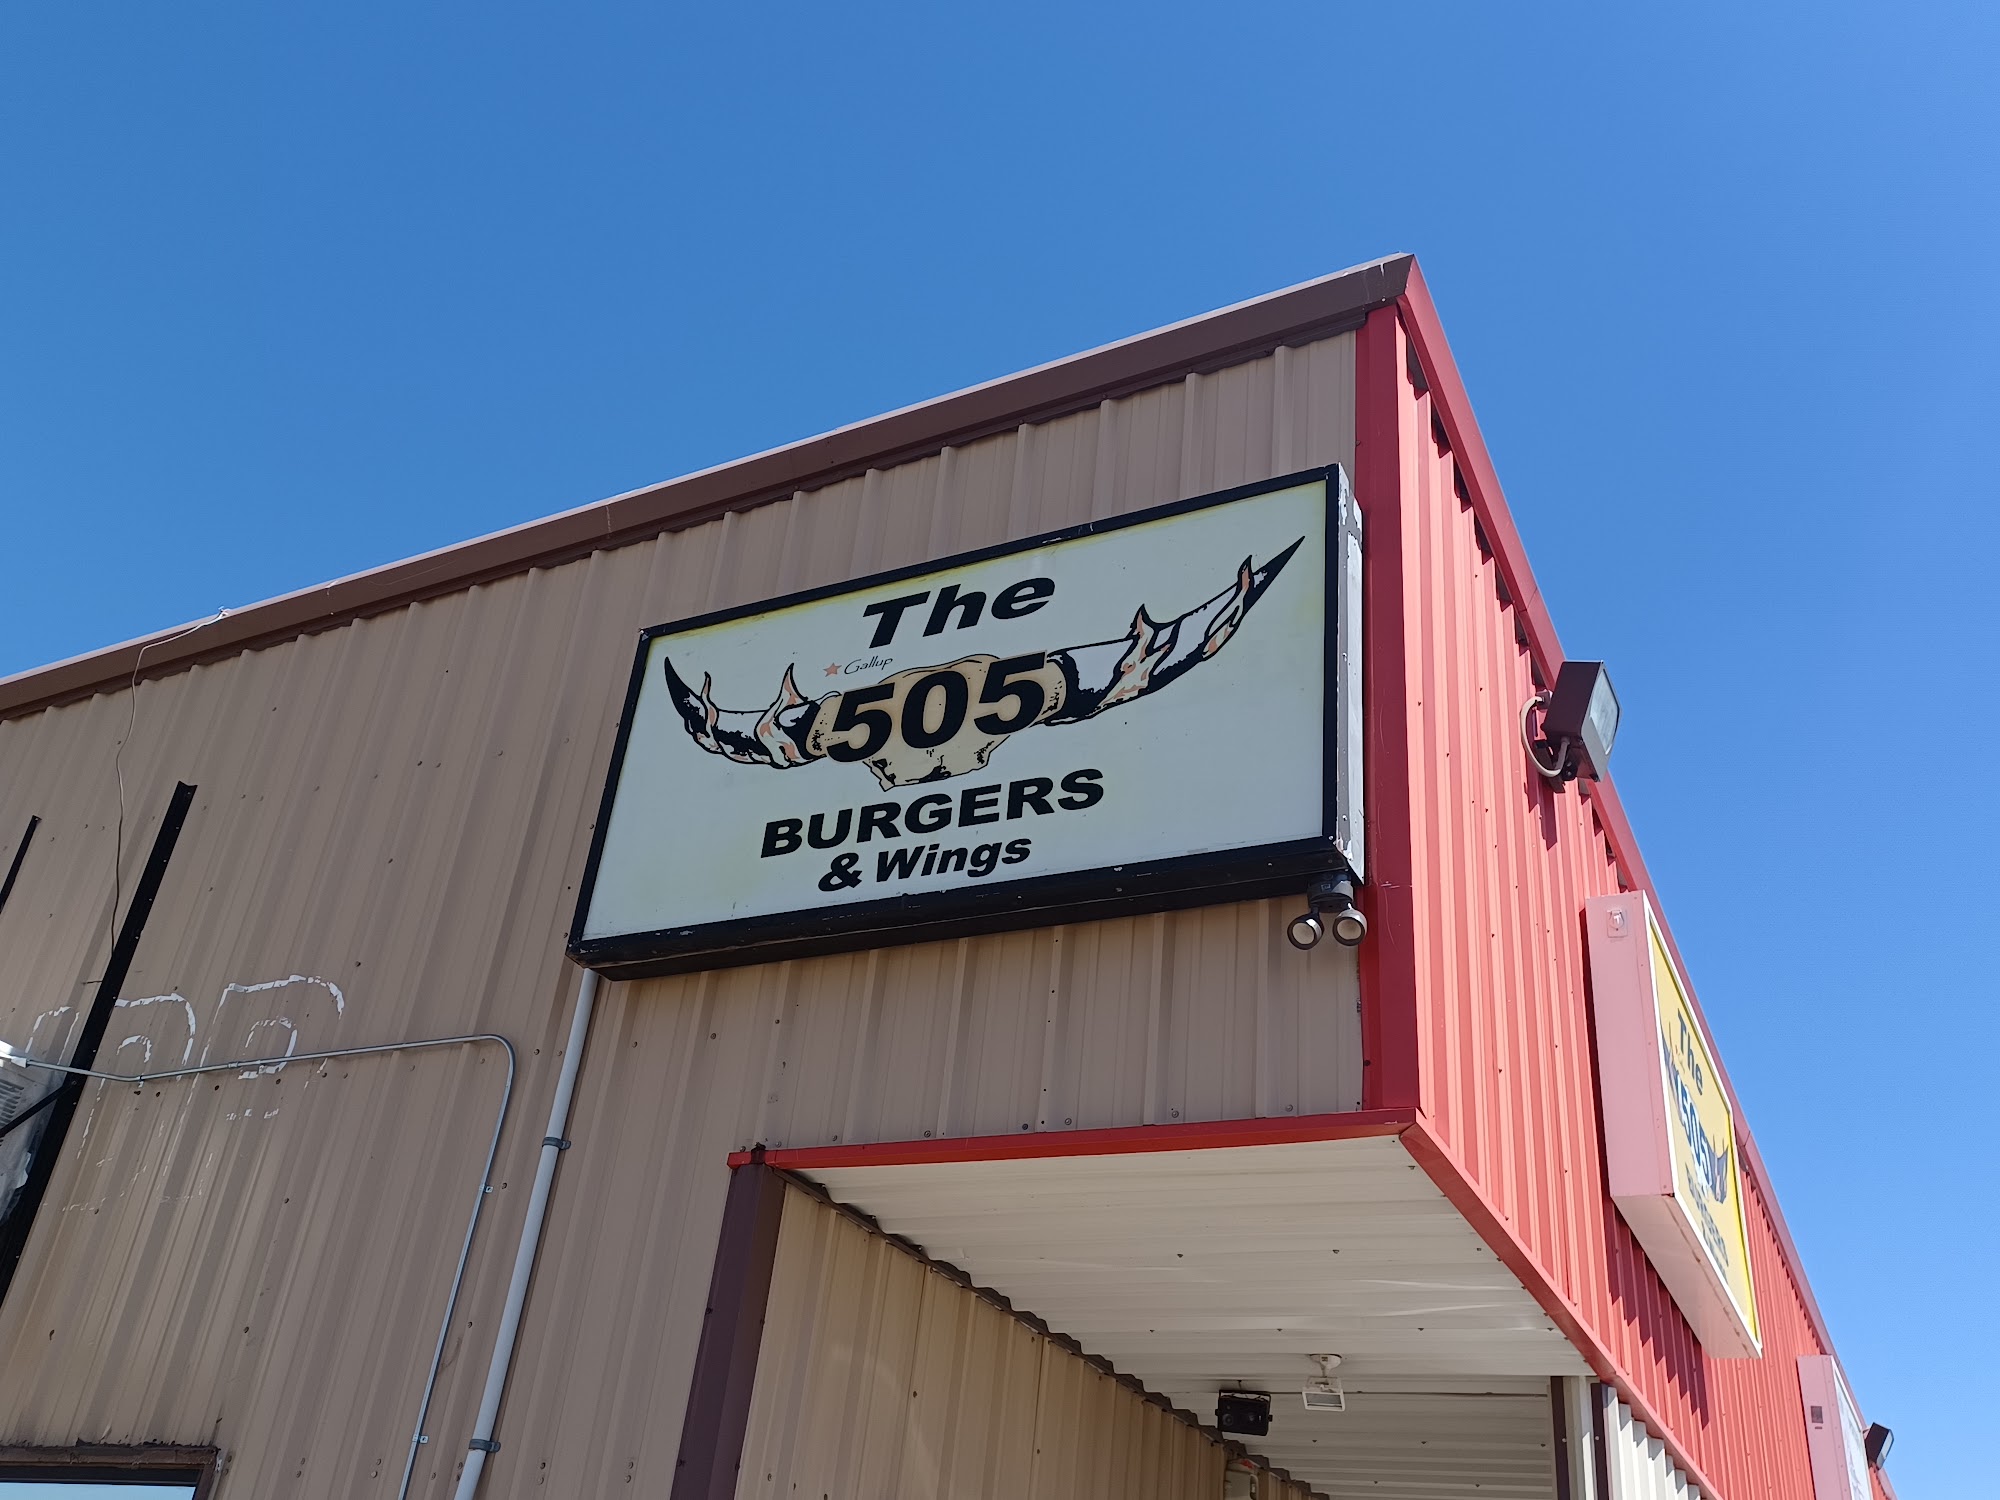 The
Gallup
505
BURGERS
& Wings
The
505